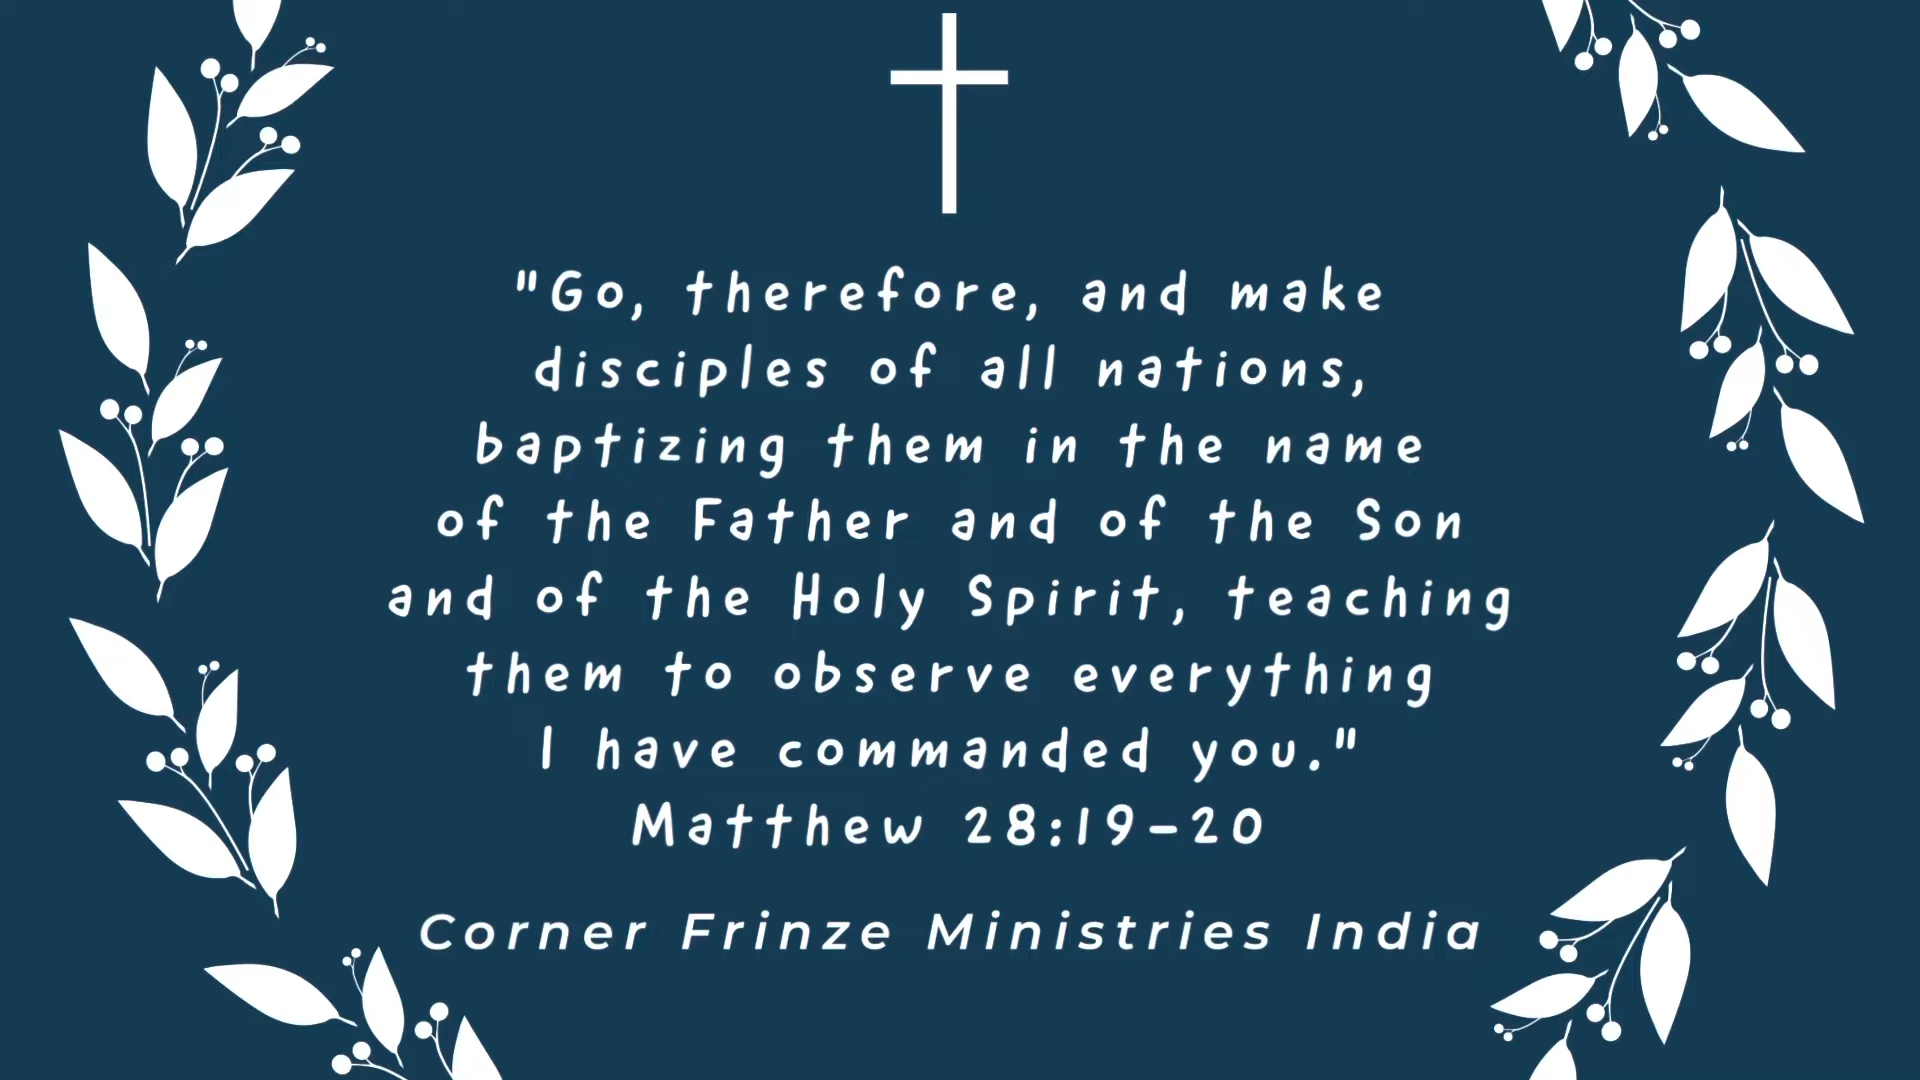 "Go, therefore, and make
disciples of all nations,
baptizing them in the name
of the Father and of the Son
and of the Holy Spirit, teaching
them to observe everything
I have commanded you."
Matthew 28:19-20
Corner Frinze Ministries India